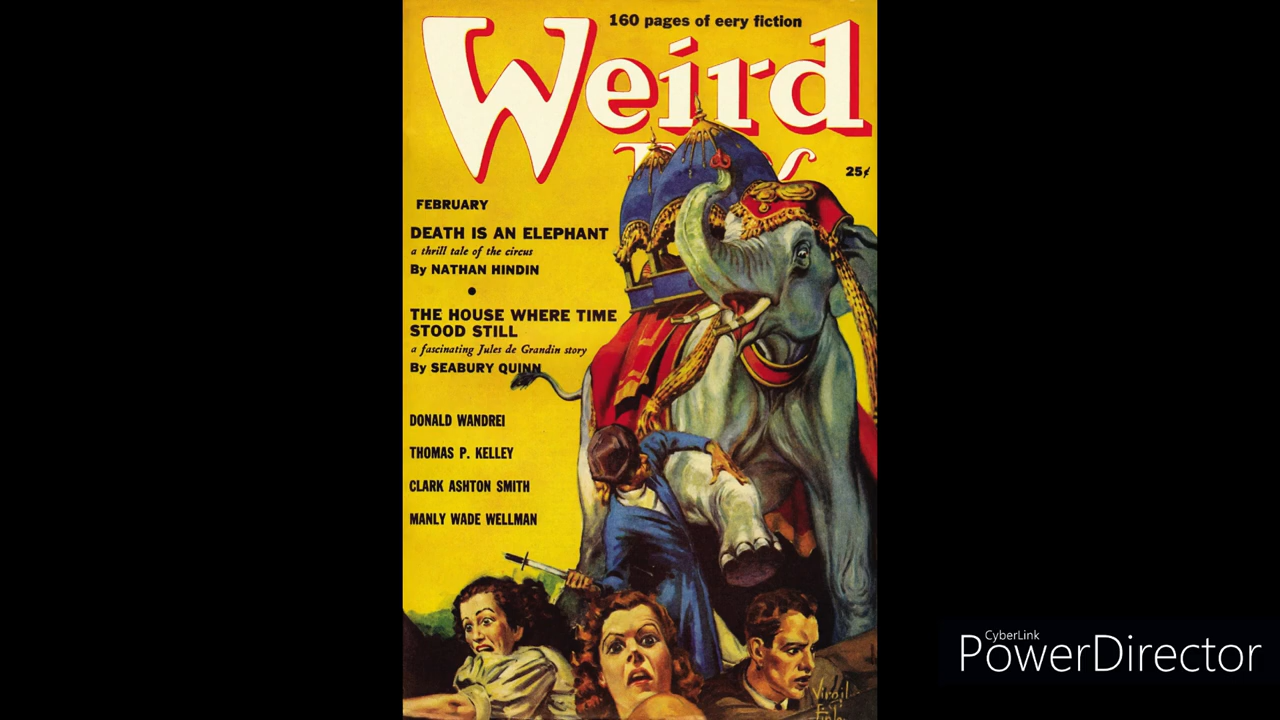 160 pages of eery fiction
Weird
25¢
FEBRUARY
DEATH IS AN ELEPHANT
a thrill tale of the circus
By NATHAN HINDIN
THE HOUSE WHERE TIME
STOOD STILL
a fascinating Jules de Grandin story
By SEABURY QUINN
DONALD WANDREI
THOMAS P. KELLEY
CLARK ASHTON SMITH
MANLY WADE WELLMAN
Virgil
CyberLink
PowerDirector